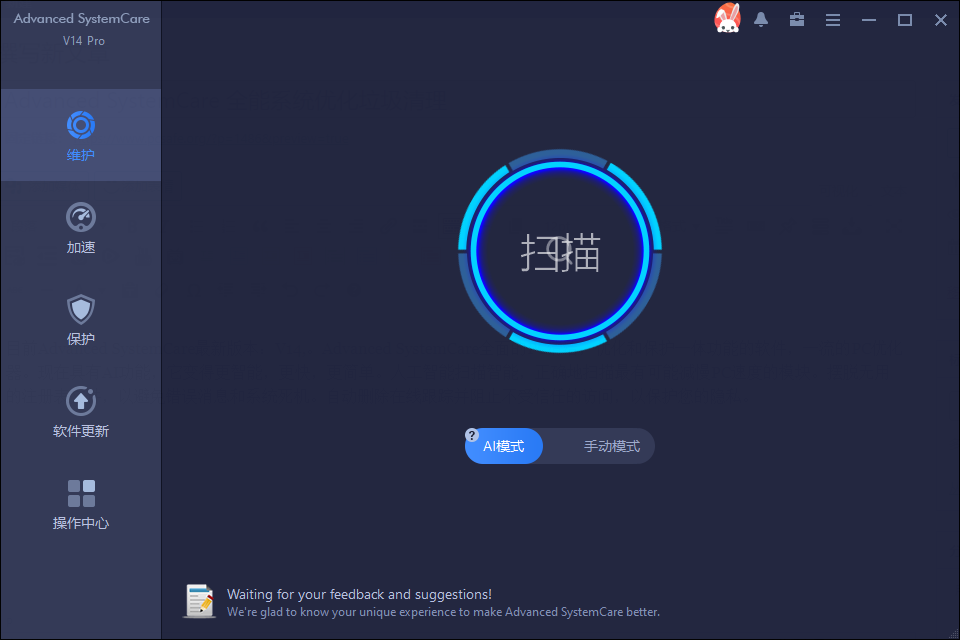 Advanced SystemCare
V14 Pro
维护
加速
保护
软件更新
操作中心
扫描
?
AI模式
手动模式
Waiting for your feedback and suggestions!
We're glad to know your unique experience to make Advanced SystemCare better.